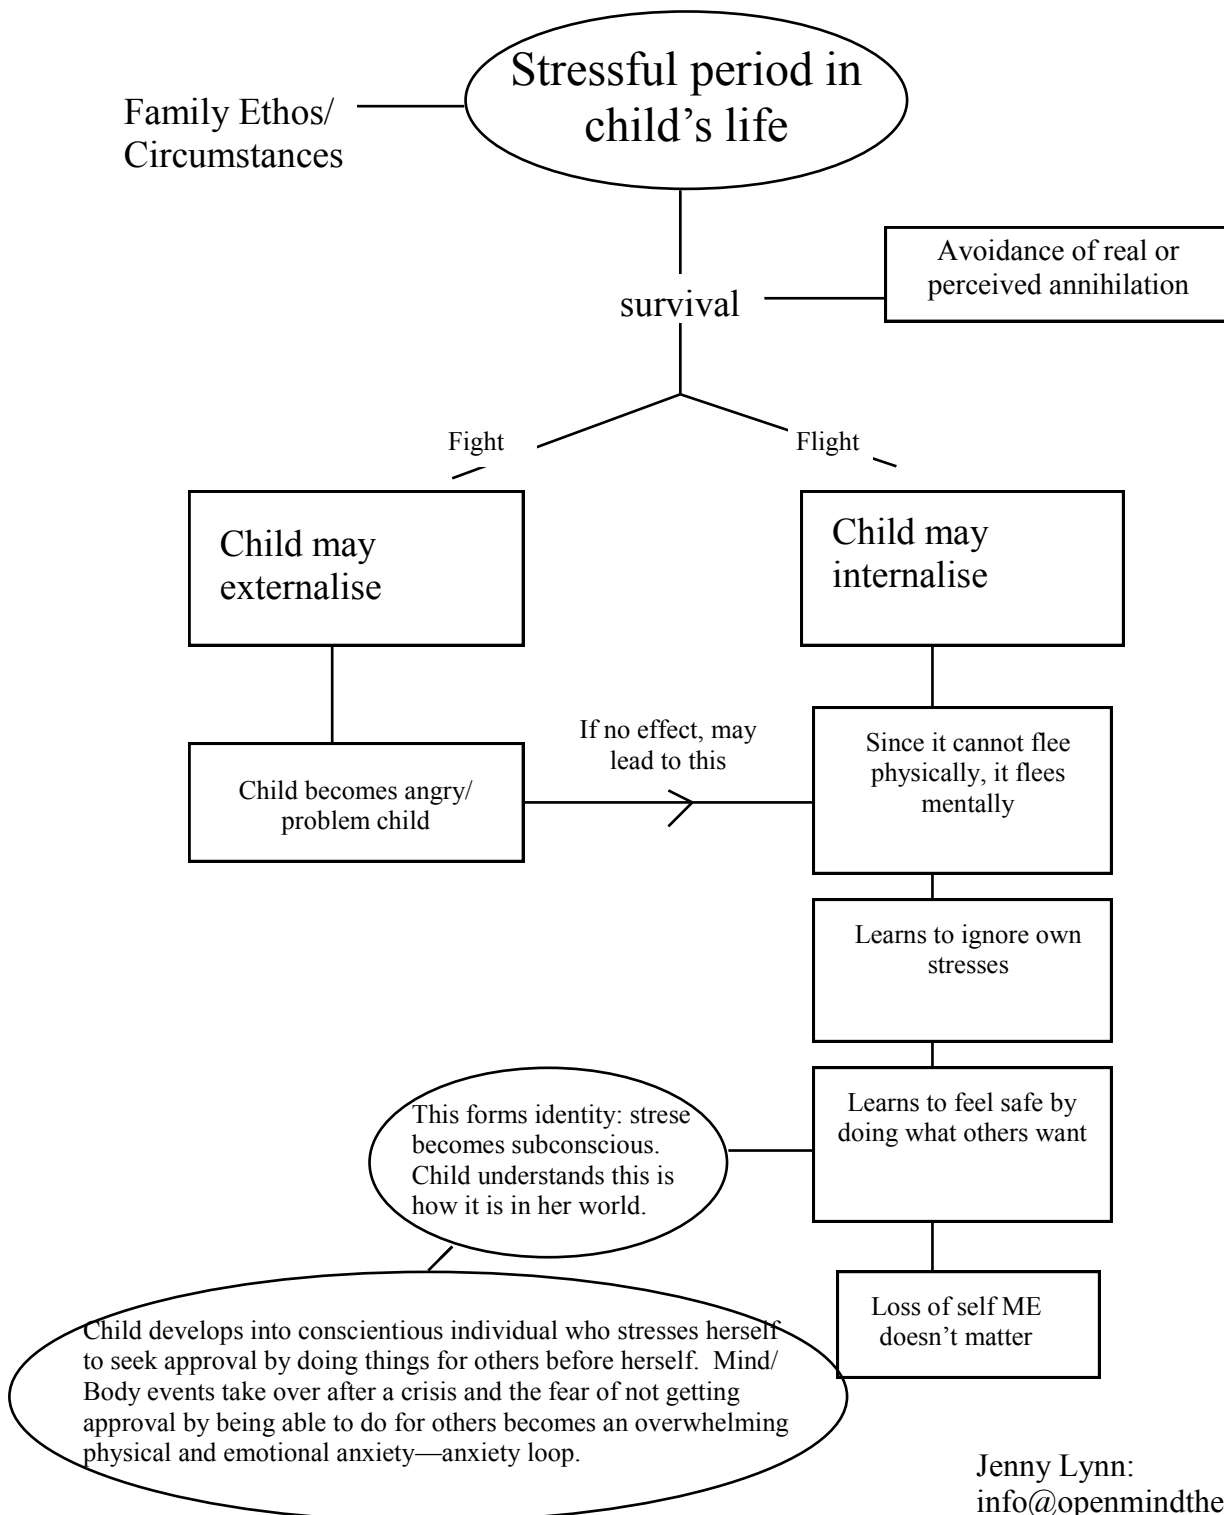 Stressful period in
child’s life
Family Ethos/
Circumstances
Avoidance of real or
perceived annihilation
survival
Fight
Flight
Child may
externalise
Child may
internalise
If no effect, may
lead to this
Since it cannot flee
physically, it flees
mentally
Child becomes angry/
problem child
Learns to ignore own
stresses
Learns to feel safe by
doing what others want
This forms identity: strese
becomes subconscious.
Child understands this is
how it is in her world.
Loss of self ME
doesn’t matter
Child develops into conscientious individual who stresses herself
to seek approval by doing things for others before herself.  Mind/
Body events take over after a crisis and the fear of not getting
approval by being able to do for others becomes an overwhelming
physical and emotional anxiety—anxiety loop.
Jenny Lynn:
info@openmindthe